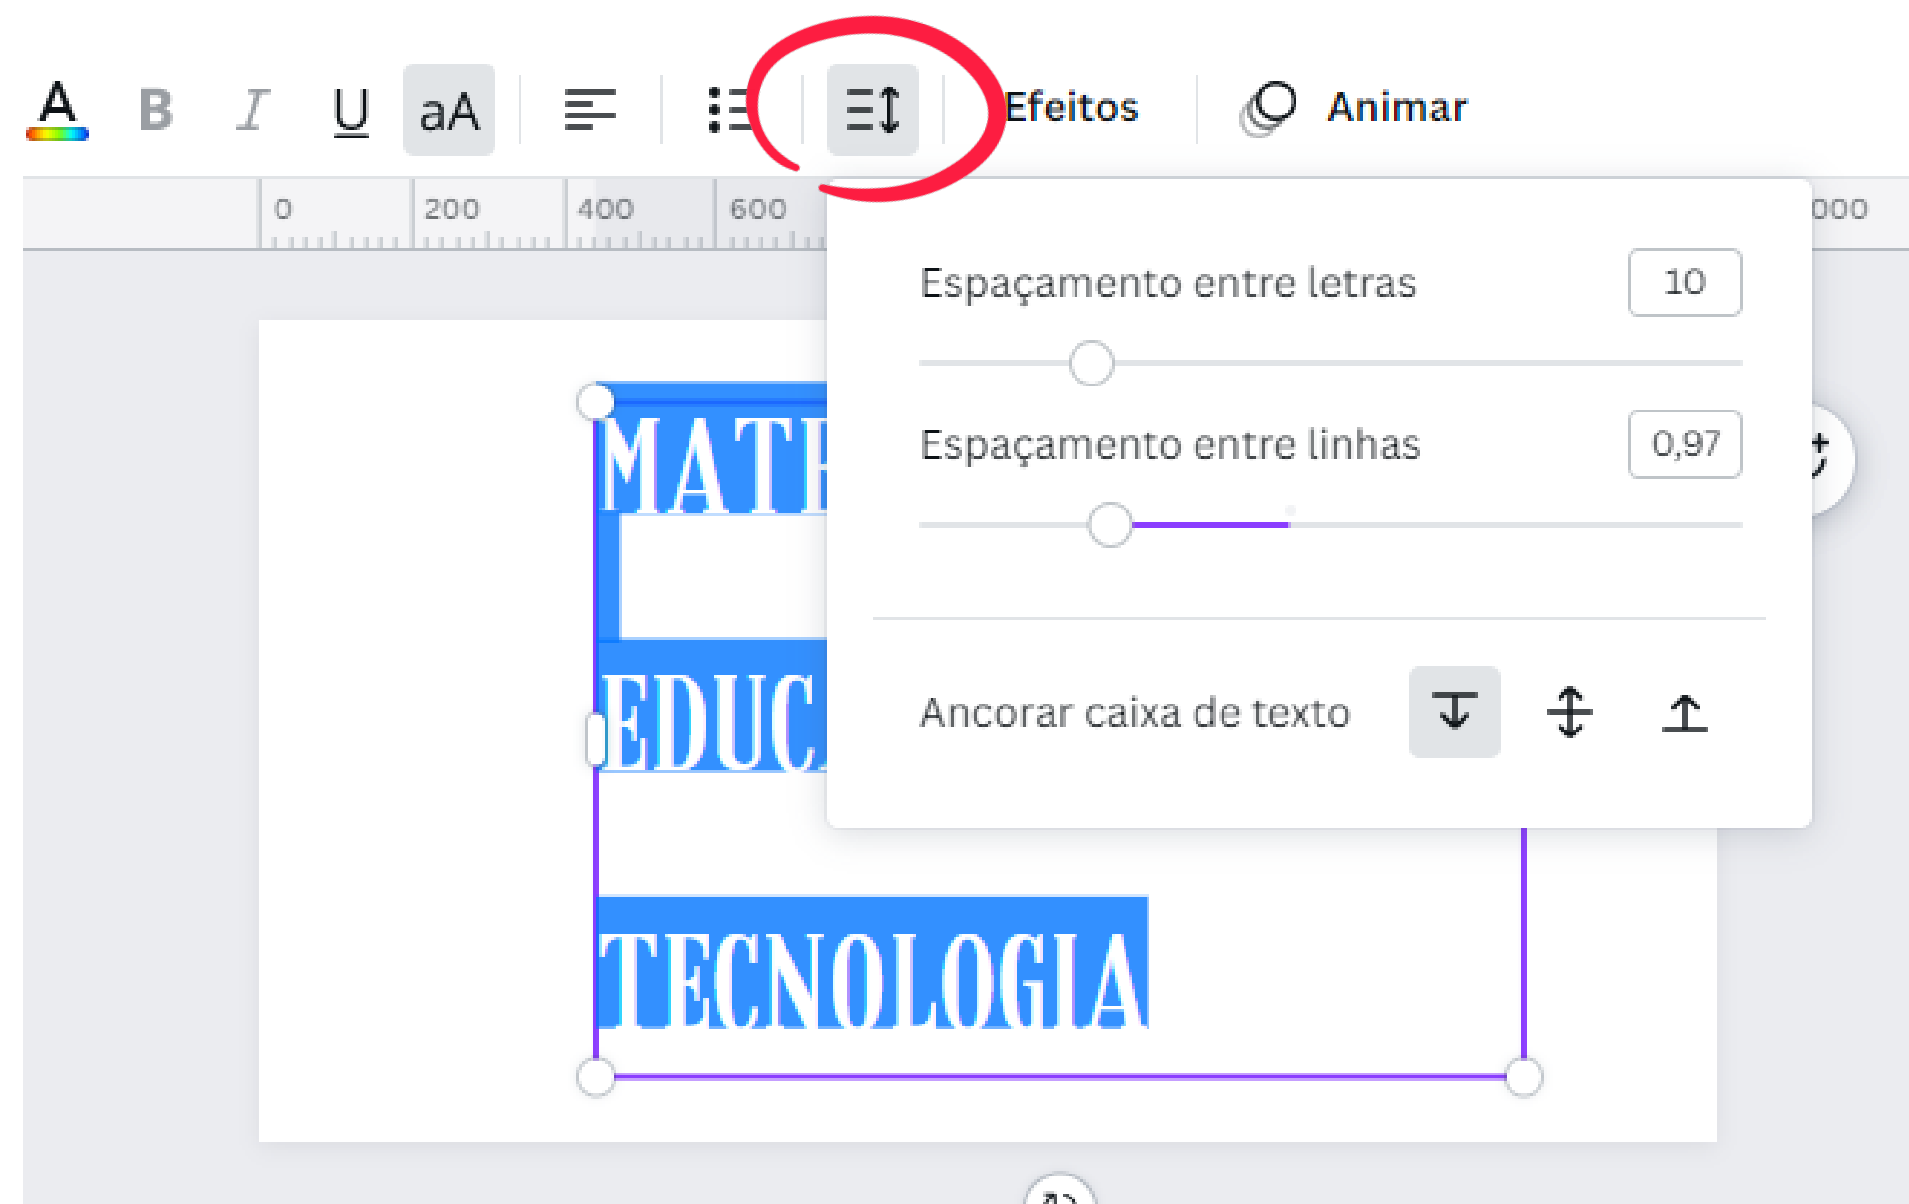 A B I U aA Efeitos Animar
0 200 400 600 000
Espaçamento entre letras 10
Espaçamento entre linhas 0,97
Ancorar caixa de texto
MATE
EDUC
TECNOLOGIA